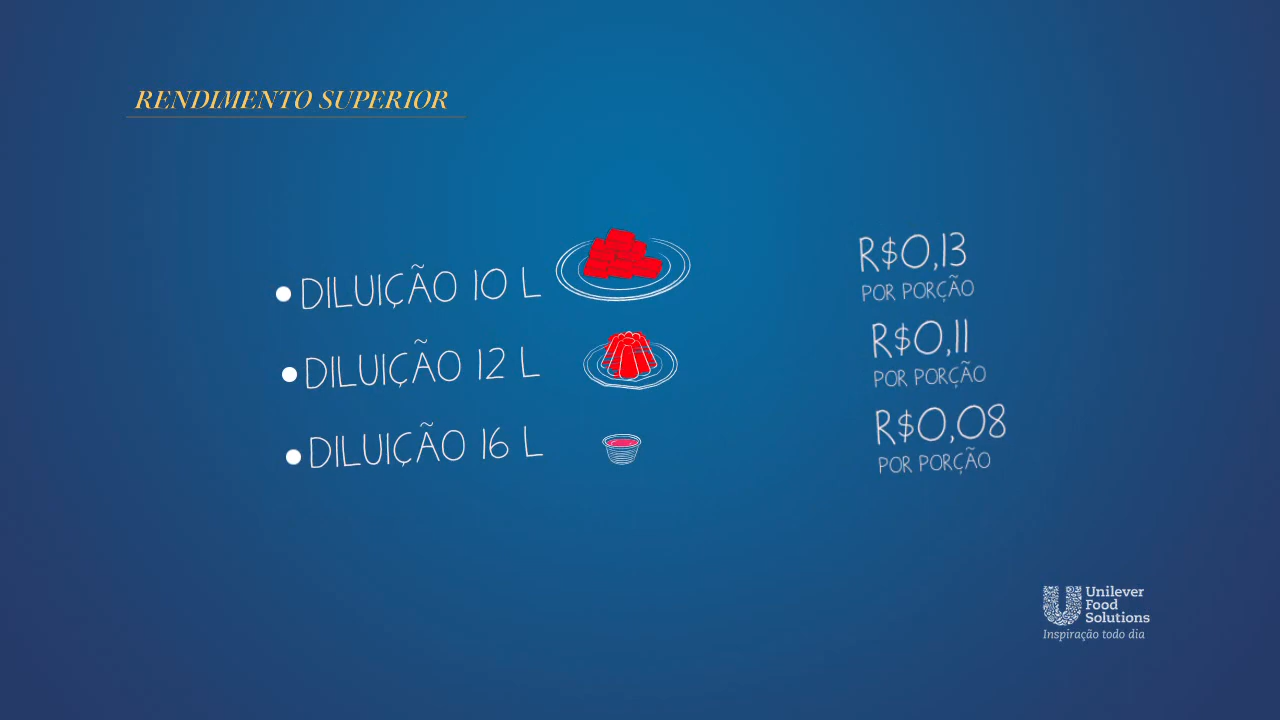 RENDIMENTO SUPERIOR
DILUIÇÃO 10 L
R$0,13
POR PORÇÃO
DILUIÇÃO 12 L
R$0,11
POR PORÇÃO
DILUIÇÃO 16 L
R$0,08
POR PORÇÃO
Unilever
Food
Solutions
Inspiração todo dia